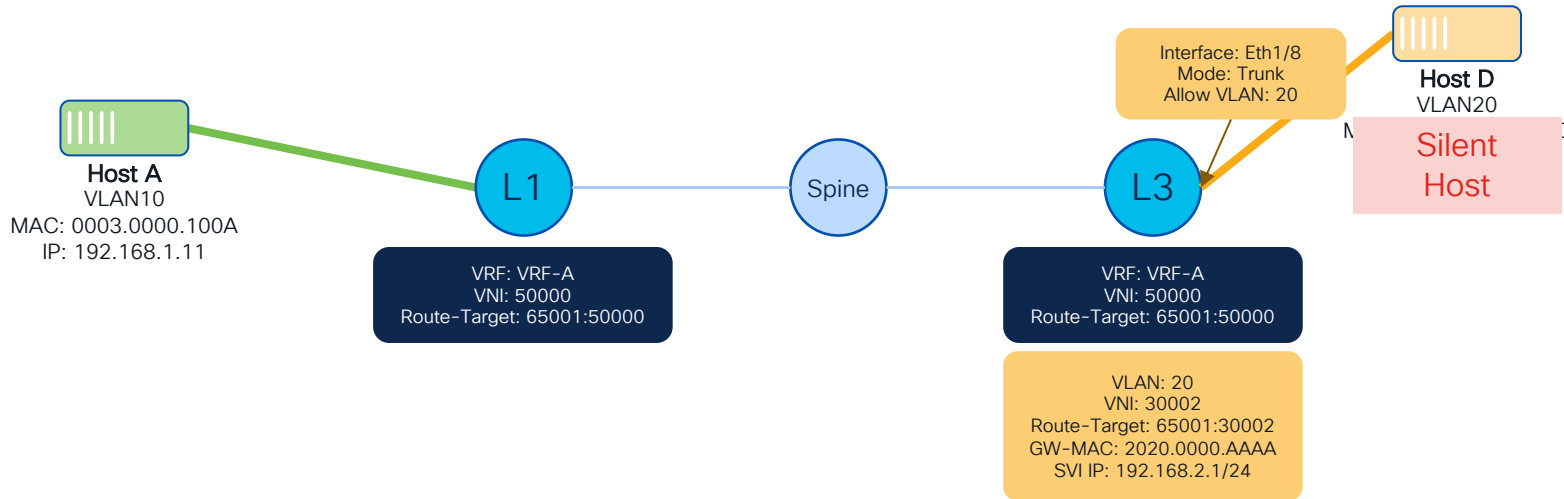 Host A
VLAN10
MAC: 0003.0000.100A
IP: 192.168.1.11
L1
VRF: VRF-A
VNI: 50000
Route-Target: 65001:50000
Spine
L3
VRF: VRF-A
VNI: 50000
Route-Target: 65001:50000
VLAN: 20
VNI: 30002
Route-Target: 65001:30002
GW-MAC: 2020.0000.AAAA
SVI IP: 192.168.2.1/24
Interface: Eth1/8
Mode: Trunk
Allow VLAN: 20
Host D
VLAN20
Silent
Host